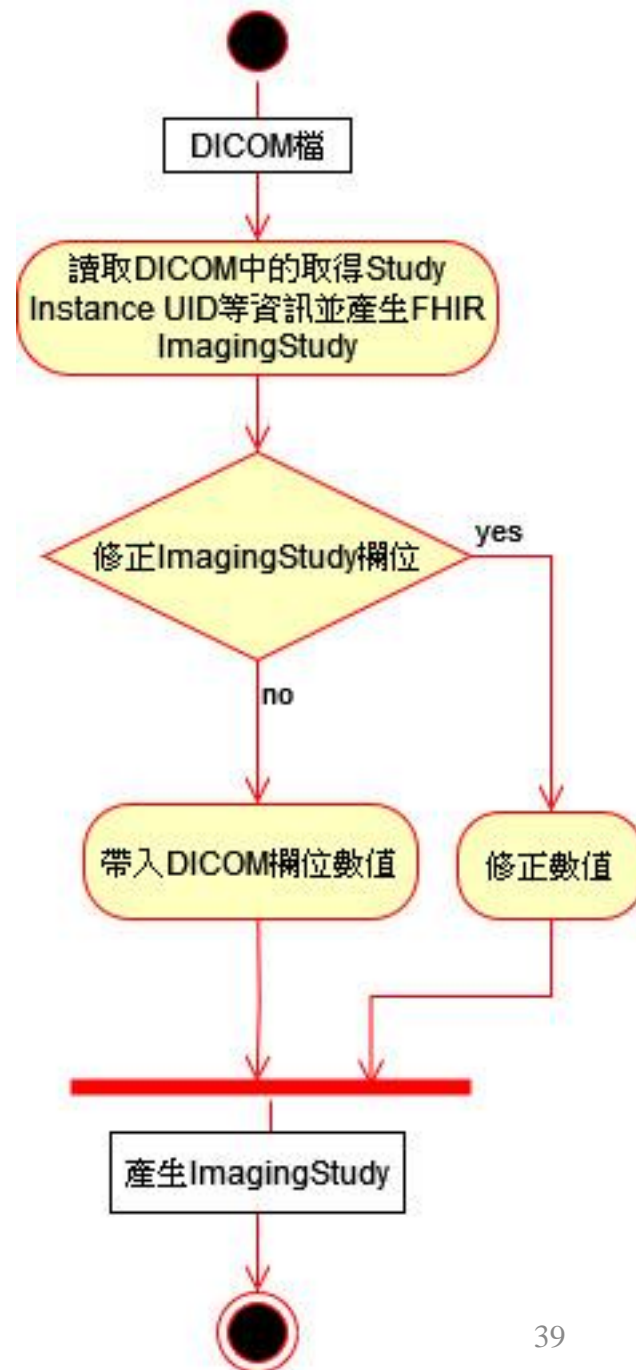 DICOM檔
讀取DICOM中的取得Study
Instance UID等資訊並產生FHIR
ImagingStudy
修正ImagingStudy欄位
yes
no
帶入DICOM欄位數值
修正數值
產生ImagingStudy
39